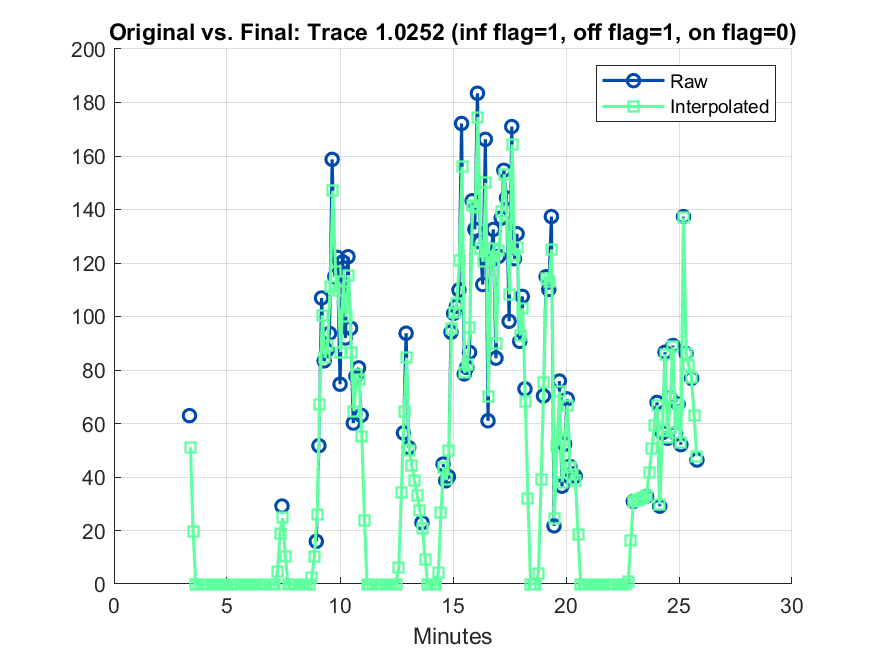 Original vs. Final: Trace 1.0252 (inf flag=1, off flag=1, on flag=0)
200
180
160
140
120
100
80
60
40
20
0
Raw
Interpolated
0 5 10 15 20 25 30
Minutes